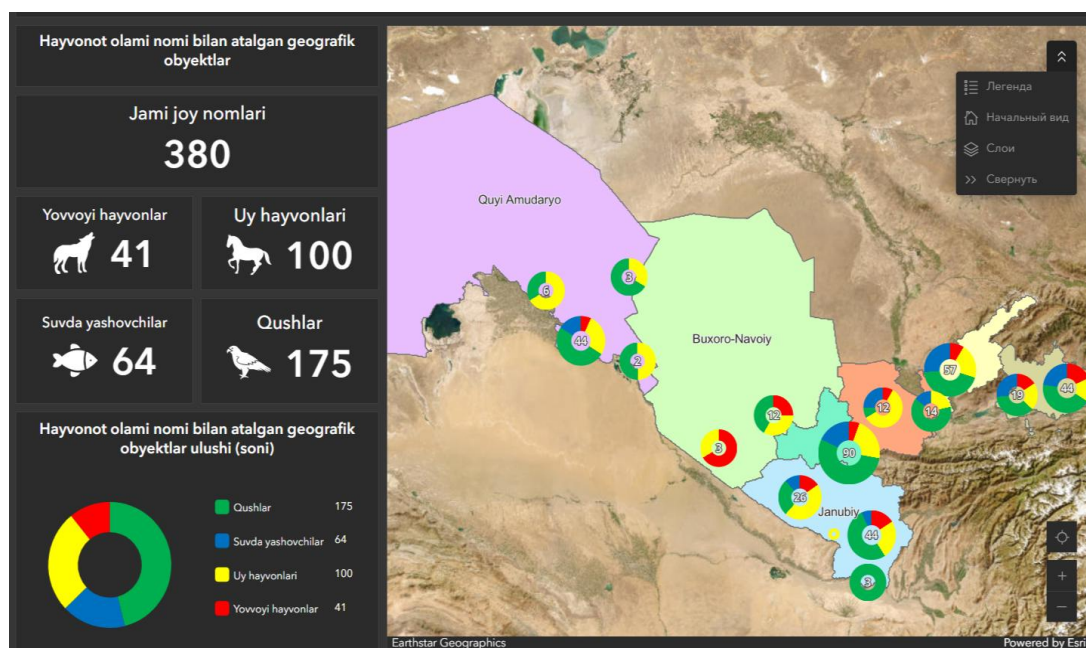 Hayvonot olami nomi bilan atalgan geografik
obyektlar
Jami joy nomlari
380
Yovvoyi hayvonlar
41
Uy hayvonlari
100
Suvda yashovchilar
64
Qushlar
175
Hayvonot olami nomi bilan atalgan geografik
obyektlar ulushi (soni)
Qushlar 175
Suvda yashovchilar 64
Uy hayvonlari 100
Yovvoyi hayvonlar 41
Легенда
Начальный вид
Слои
Свернуть
Quyi Amudaryo
Buxoro-Navoiy
Janubiy
3
6
44
2
57
19
44
12
14
12
3
90
26
44
3
Earthstar Geographics
Powered by Esri